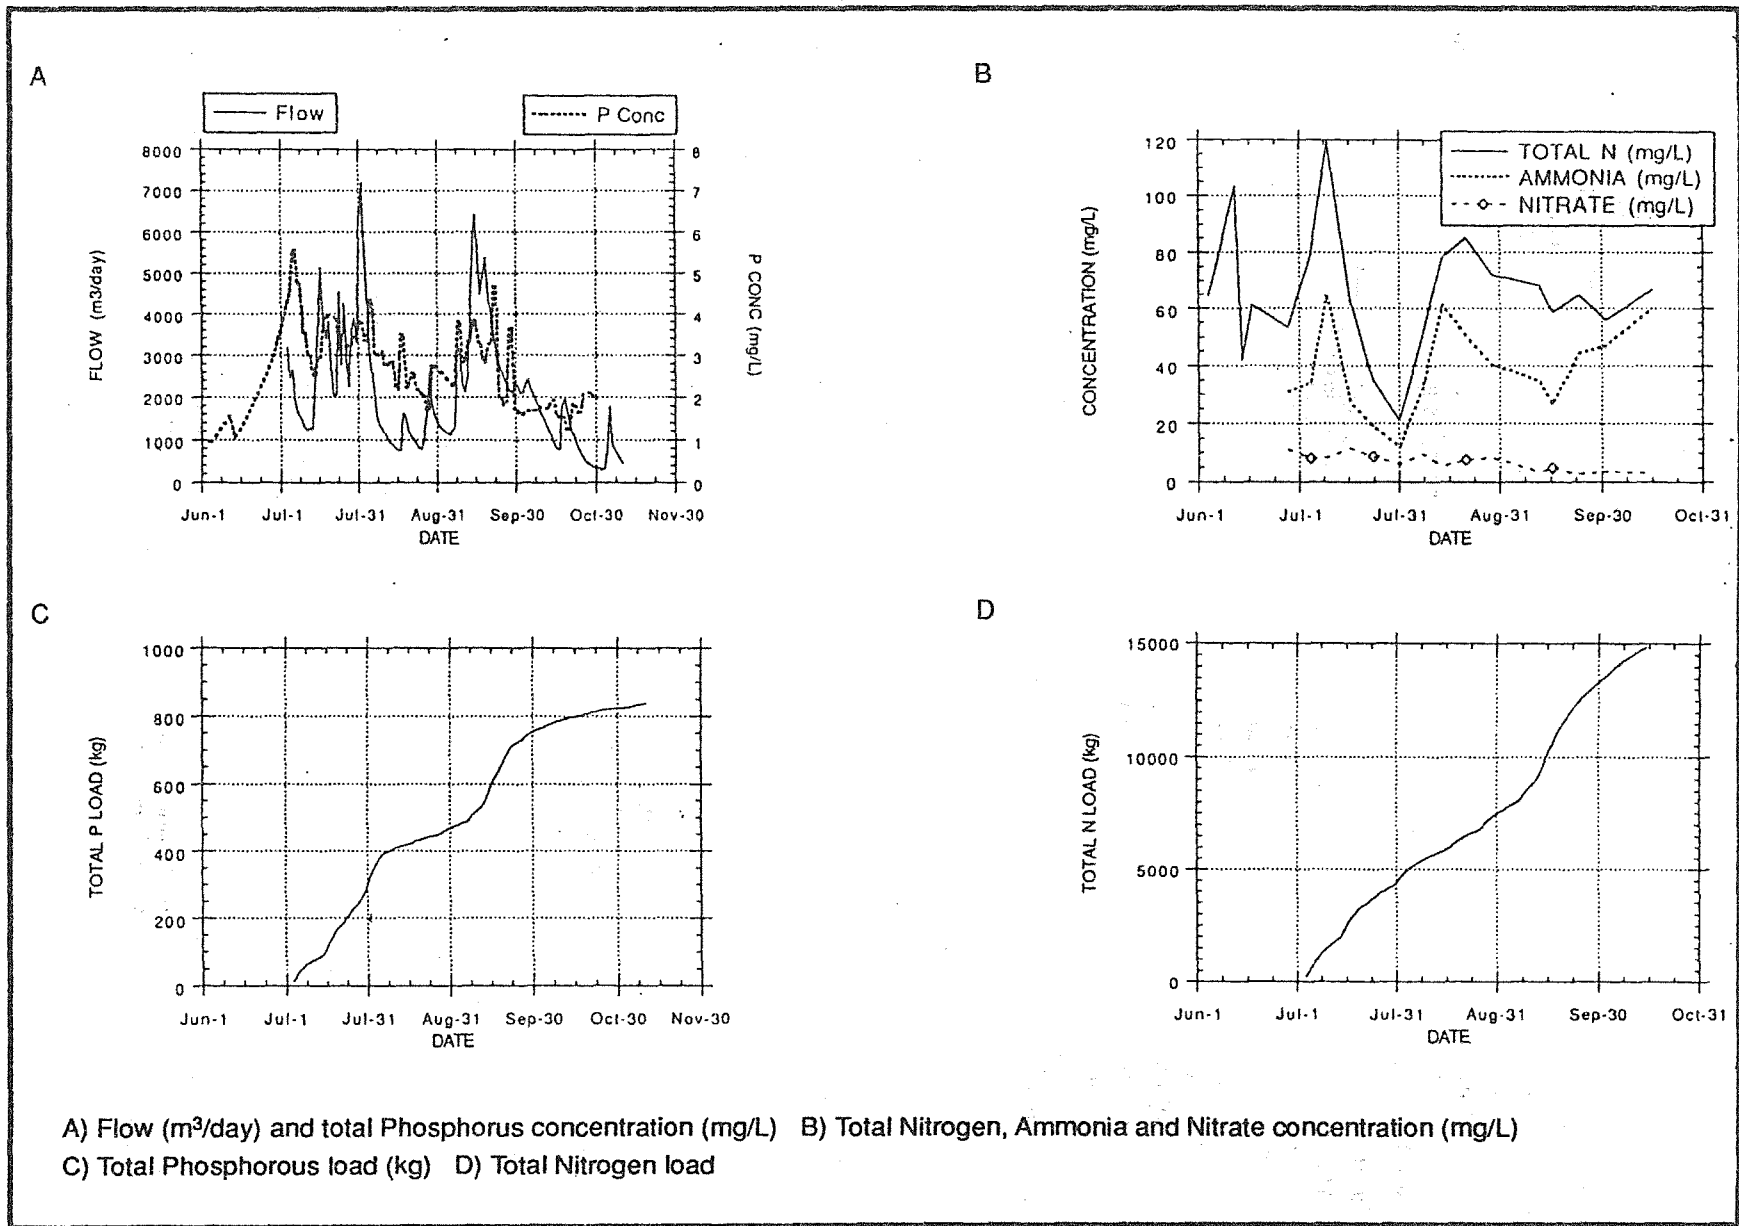 A
Flow
P Conc
8000
7000
6000
5000
4000
3000
2000
1000
0
FLOW (m3/day)
8
7
6
5
4
3
2
1
0
P CONC (mg/L)
Jun-1 Jul-1 Jul-31 Aug-31 Sep-30 Oct-30 Nov-30
DATE
B
TOTAL N (mg/L)
AMMONIA (mg/L)
NITRATE (mg/L)
120
100
80
60
40
20
0
CONCENTRATION (mg/L)
Jun-1 Jul-1 Jul-31 Aug-31 Sep-30 Oct-31
DATE
C
1000
800
600
400
200
0
TOTAL P LOAD (kg)
Jun-1 Jul-1 Jul-31 Aug-31 Sep-30 Oct-30 Nov-30
DATE
D
15000
10000
5000
0
TOTAL N LOAD (kg)
Jun-1 Jul-1 Jul-31 Aug-31 Sep-30 Oct-31
DATE
A) Flow (m³/day) and total Phosphorus concentration (mg/L) B) Total Nitrogen, Ammonia and Nitrate concentration (mg/L)
C) Total Phosphorous load (kg) D) Total Nitrogen load